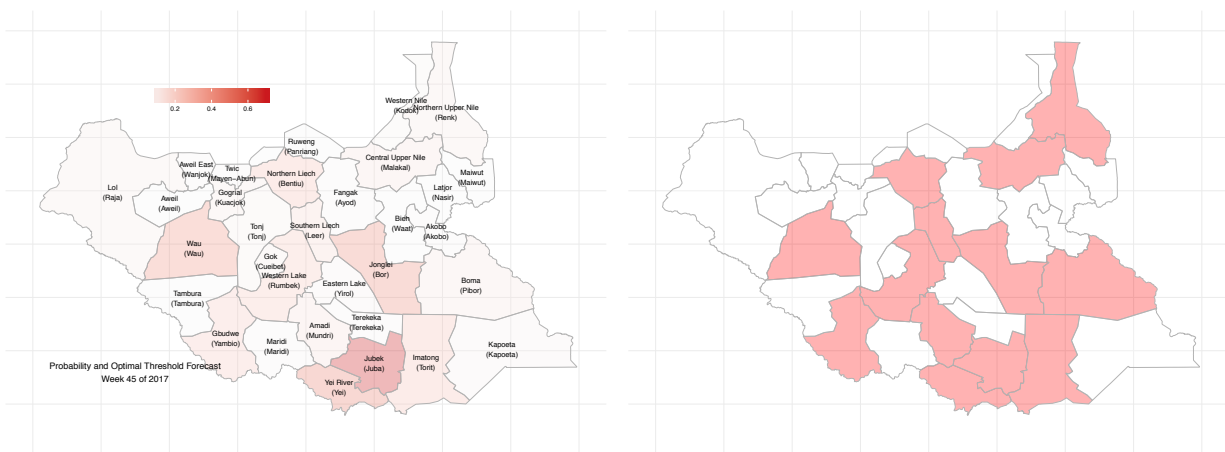 0.2 0.4 0.6
Western Nile
(Kodok)
Northern Upper Nile
(Renk)
Ruweng
(Panriang)
Central Upper Nile
(Malakal)
Aweil East
(Wanjok)
Twic
(Mayen-Abun)
Northern Liech
(Bentiu)
Maiwut
(Maiwut)
Lol
(Raja)
Aweil
(Aweil)
Gogrial
(Kuacjok)
Fangak
(Ayod)
Latjor
(Nasir)
Tonj
(Tonj)
Southern Liech
(Leer)
Bieh
(Waat)
Akobo
(Akobo)
Wau
(Wau)
Gok
(Cueibet)
Western Lake
(Rumbek)
Jonglei
(Bor)
Eastern Lake
(Yirol)
Boma
(Pibor)
Tambura
(Tambura)
Terekeka
(Terekeka)
Amadi
(Mundri)
Gbudwe
(Yambio)
Maridi
(Maridi)
Kapoeta
(Kapoeta)
Jubek
(Juba)
Imatong
(Torit)
Yei River
(Yei)
Probability and Optimal Threshold Forecast
Week 45 of 2017